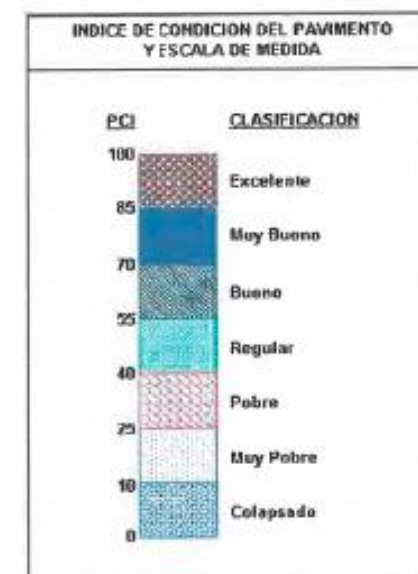 INDICE DE CONDICION DEL PAVIMENTO
Y ESCALA DE MEDIDA
PCI CLASIFICACION
100
Excelente
85
Muy Bueno
70
Bueno
55
Regular
40
Pobre
25
Muy Pobre
10
Colapsado
0